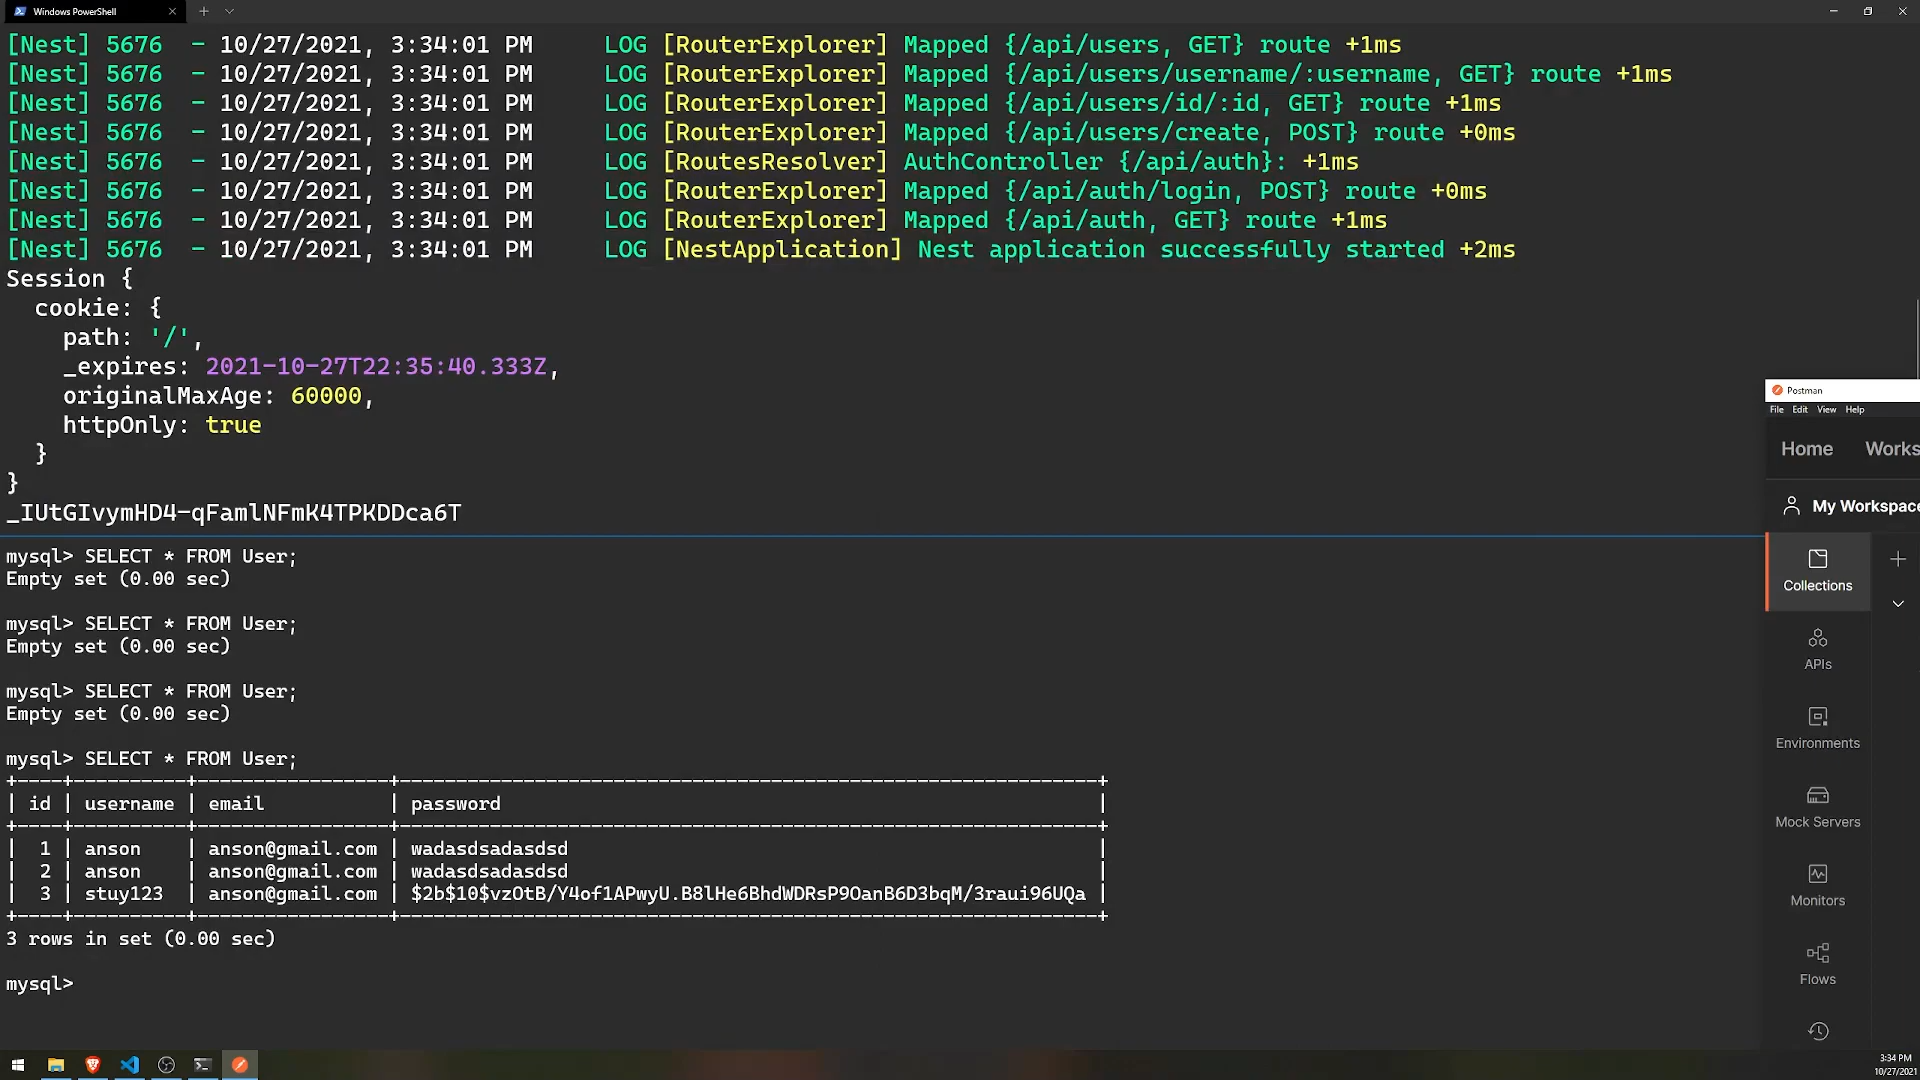 Windows PowerShell
[Nest] 5676  - 10/27/2021, 3:34:01 PM     LOG [RouterExplorer] Mapped {/api/users, GET} route +1ms
[Nest] 5676  - 10/27/2021, 3:34:01 PM     LOG [RouterExplorer] Mapped {/api/users/username/:username, GET} route +1ms
[Nest] 5676  - 10/27/2021, 3:34:01 PM     LOG [RouterExplorer] Mapped {/api/users/id/:id, GET} route +1ms
[Nest] 5676  - 10/27/2021, 3:34:01 PM     LOG [RouterExplorer] Mapped {/api/users/create, POST} route +0ms
[Nest] 5676  - 10/27/2021, 3:34:01 PM     LOG [RoutesResolver] AuthController {/api/auth}: +1ms
[Nest] 5676  - 10/27/2021, 3:34:01 PM     LOG [RouterExplorer] Mapped {/api/auth/login, POST} route +0ms
[Nest] 5676  - 10/27/2021, 3:34:01 PM     LOG [RouterExplorer] Mapped {/api/auth, GET} route +1ms
[Nest] 5676  - 10/27/2021, 3:34:01 PM     LOG [NestApplication] Nest application successfully started +2ms
Session {
  cookie: {
    path: '/',
    _expires: 2021-10-27T22:35:40.333Z,
    originalMaxAge: 60000,
    httpOnly: true
  }
}
_IUtGIvymHD4-qFamlNFmK4TPKDDca6T
mysql> SELECT * FROM User;
Empty set (0.00 sec)
mysql> SELECT * FROM User;
Empty set (0.00 sec)
mysql> SELECT * FROM User;
Empty set (0.00 sec)
mysql> SELECT * FROM User;
+----+----------+-----------------+--------------------------------------------------------------+
| id | username | email           | password                                                     |
+----+----------+-----------------+--------------------------------------------------------------+
|  1 | anson    | anson@gmail.com | wadasdsadasdsd                                               |
|  2 | anson    | anson@gmail.com | wadasdsadasdsd                                               |
|  3 | stuy123  | anson@gmail.com | $2b$10$vzOtB/Y4of1APwyU.B8lHe6BhdWDRsP9OanB6D3bqM/3raui96UQa |
+----+----------+-----------------+--------------------------------------------------------------+
3 rows in set (0.00 sec)
mysql>
Postman
File Edit View Help
Home Works
My Workspace
Collections
APIs
Environments
Mock Servers
Monitors
Flows
3:34 PM
10/27/2021